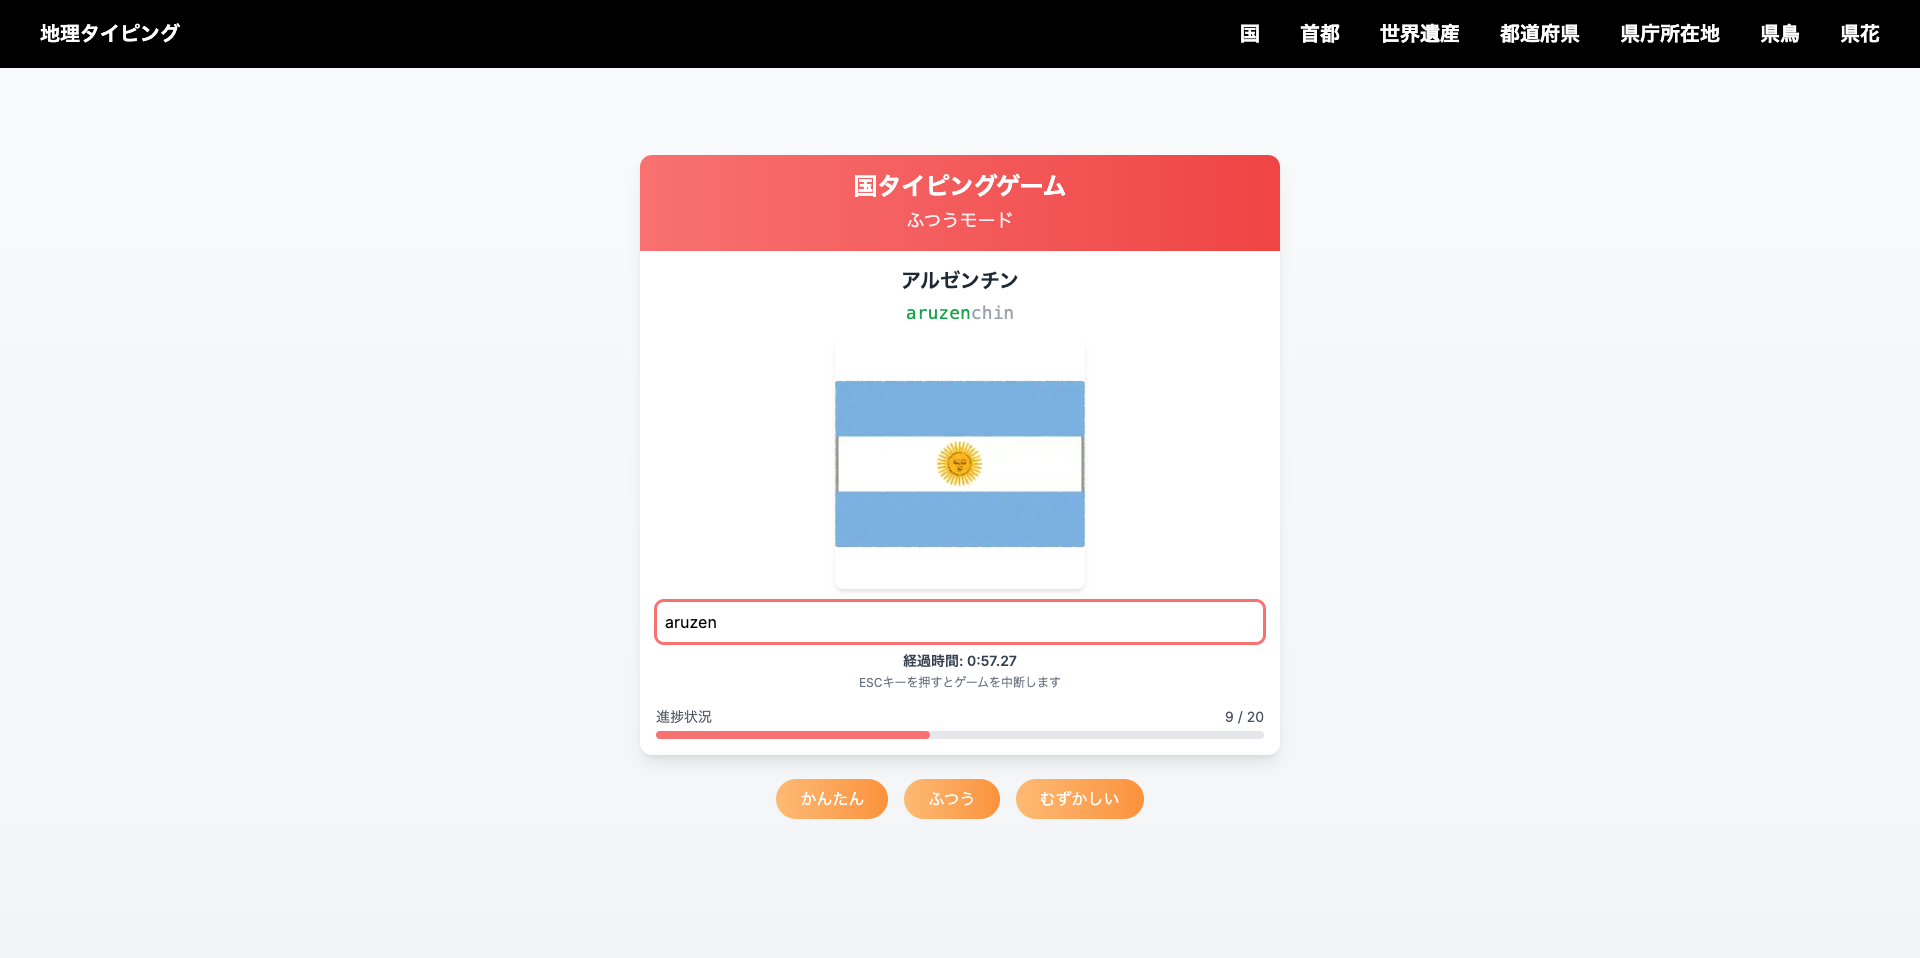 地理タイピング
国 首都 世界遺産 都道府県 県庁所在地 県鳥 県花
国タイピングゲーム
ふつうモード
アルゼンチン
aruzenchin
aruzen
経過時間: 0:57.27
ESCキーを押すとゲームを中断します
進捗状況 9 / 20
かんたん ふつう むずかしい